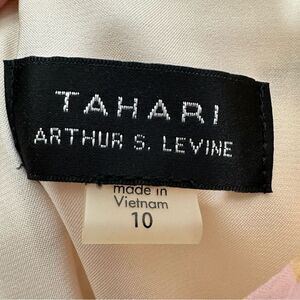 TAHARI
ARTHUR S. LEVINE
made in
Vietnam
10